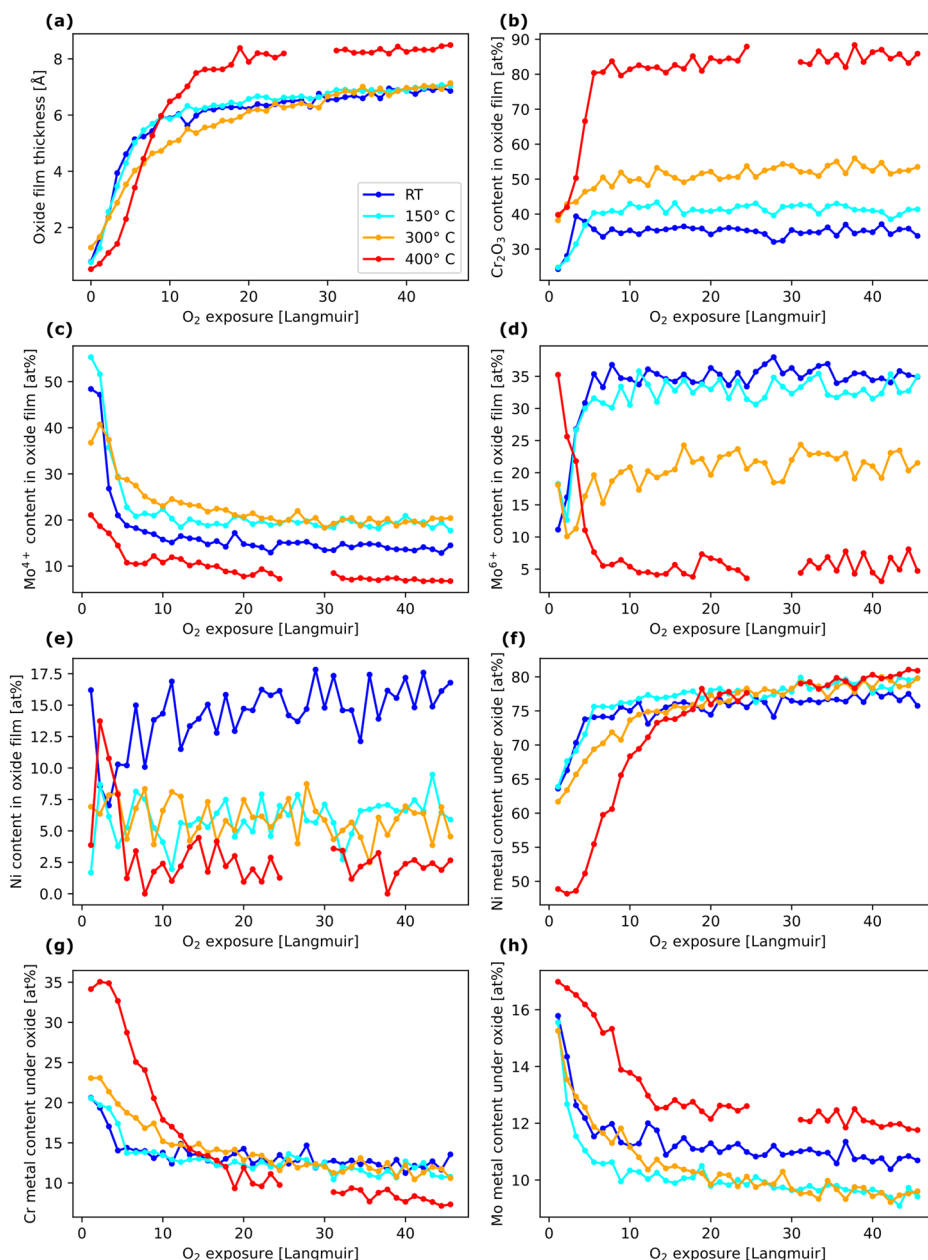 (a)
Oxide film thickness [Å]
8
6
4
2
RT
150° C
300° C
400° C
0 10 20 30 40
O₂ exposure [Langmuir]
(b)
Cr₂O₃ content in oxide film [at%]
90
80
70
60
50
40
30
0 10 20 30 40
O₂ exposure [Langmuir]
(c)
Mo⁴⁺ content in oxide film [at%]
50
40
30
20
10
0 10 20 30 40
O₂ exposure [Langmuir]
(d)
Mo⁶⁺ content in oxide film [at%]
35
30
25
20
15
10
5
0 10 20 30 40
O₂ exposure [Langmuir]
(e)
Ni content in oxide film [at%]
17.5
15.0
12.5
10.0
7.5
5.0
2.5
0.0
0 10 20 30 40
O₂ exposure [Langmuir]
(f)
Ni metal content under oxide [at%]
80
75
70
65
60
55
50
0 10 20 30 40
O₂ exposure [Langmuir]
(g)
Cr metal content under oxide [at%]
35
30
25
20
15
10
0 10 20 30 40
O₂ exposure [Langmuir]
(h)
Mo metal content under oxide [at%]
16
14
12
10
0 10 20 30 40
O₂ exposure [Langmuir]